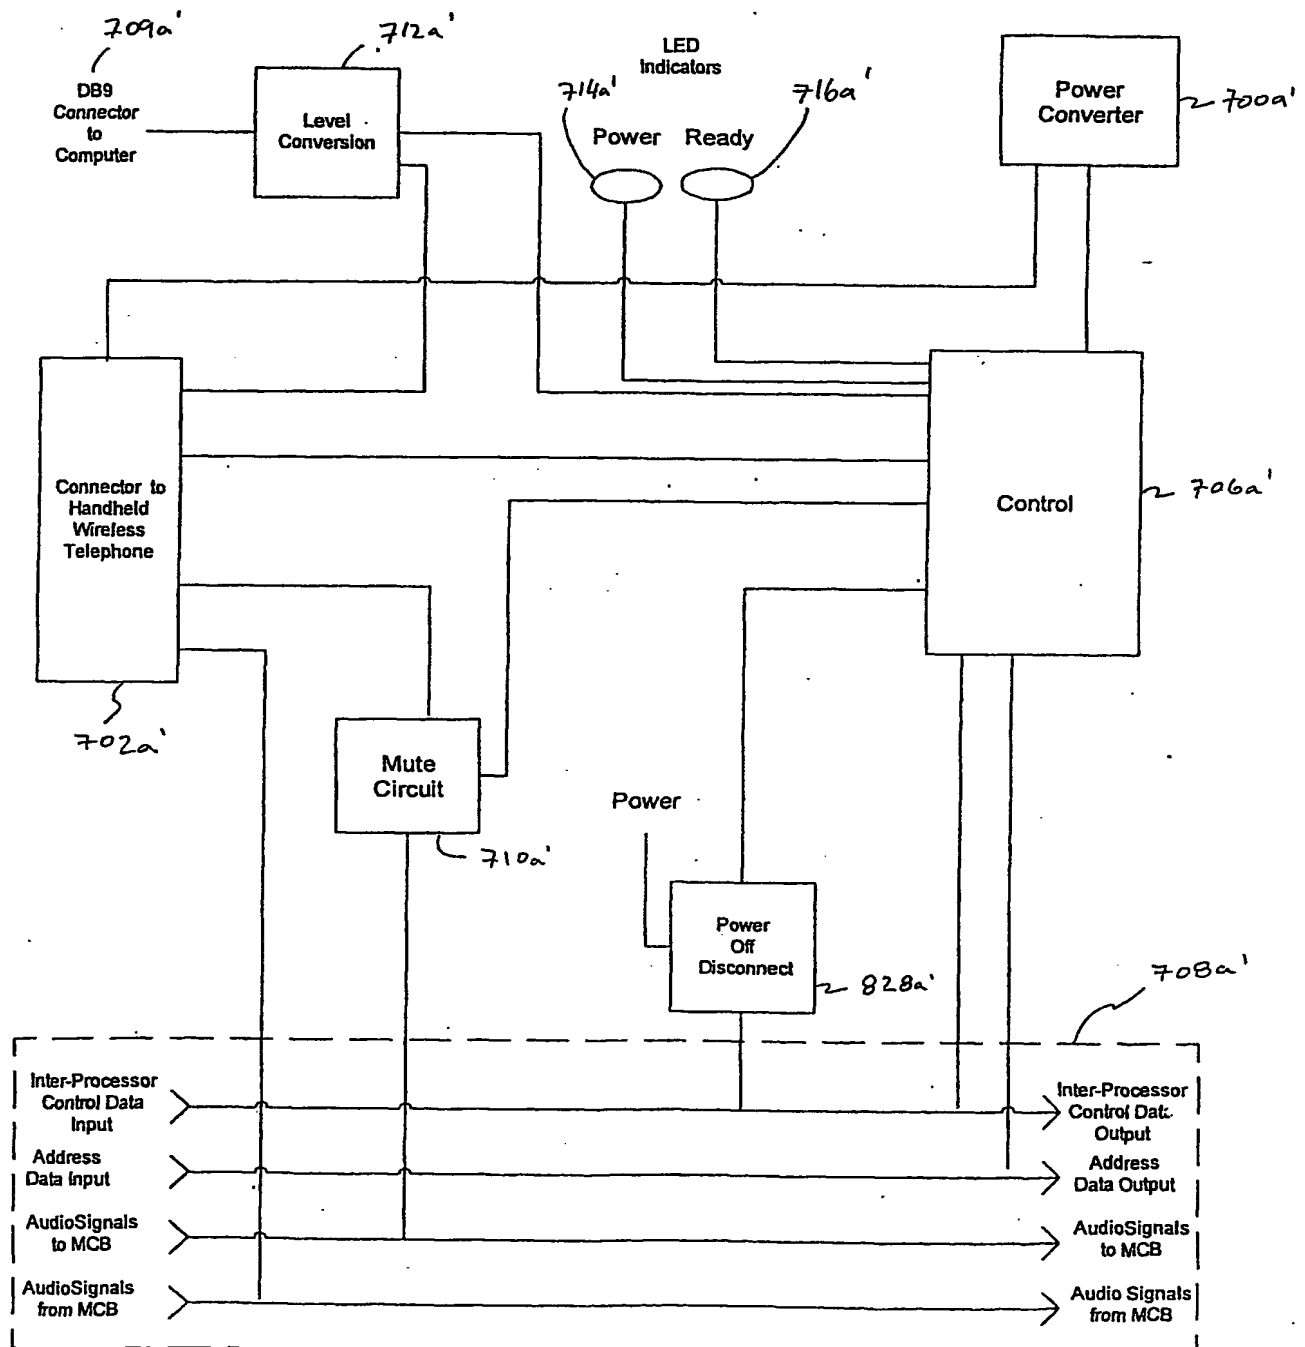 709a'
712a'
LED
Indicators
DB9
Connector
to
Computer
Level
Conversion
714a'
716a'
Power
Ready
Power
Converter
700a'
Connector to
Handheld
Wireless
Telephone
702a'
Control
706a'
Mute
Circuit
710a'
Power
Power
Off
Disconnect
828a'
708a'
Inter-Processor
Control Data
Input
Inter-Processor
Control Data
Output
Address
Data Input
Address
Data Output
AudioSignals
to MCB
AudioSignals
to MCB
AudioSignals
from MCB
Audio Signals
from MCB